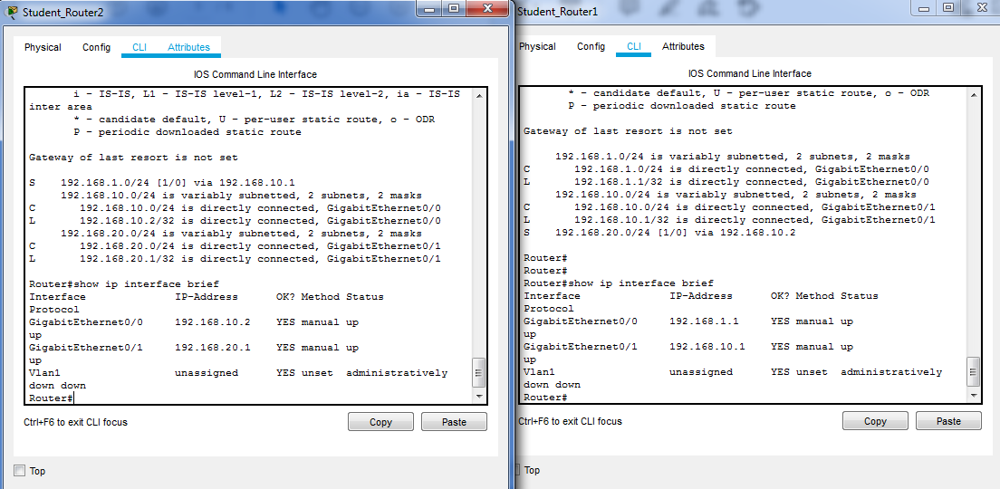 Student_Router2
Physical Config CLI Attributes
IOS Command Line Interface
i - IS-IS, L1 - IS-IS level-1, L2 - IS-IS level-2, ia - IS-IS
inter area
* - candidate default, U - per-user static route, o - ODR
P - periodic downloaded static route
Gateway of last resort is not set
S 192.168.1.0/24 [1/0] via 192.168.10.1
192.168.10.0/24 is variably subnetted, 2 subnets, 2 masks
C 192.168.10.0/24 is directly connected, GigabitEthernet0/0
L 192.168.10.2/32 is directly connected, GigabitEthernet0/0
192.168.20.0/24 is variably subnetted, 2 subnets, 2 masks
C 192.168.20.0/24 is directly connected, GigabitEthernet0/1
L 192.168.20.1/32 is directly connected, GigabitEthernet0/1
Router#show ip interface brief
Interface IP-Address OK? Method Status
Protocol
GigabitEthernet0/0 192.168.10.2 YES manual up
up
GigabitEthernet0/1 192.168.20.1 YES manual up
up
Vlan1 unassigned YES unset administratively
down down
Router#
Ctrl+F6 to exit CLI focus
Copy Paste
Top
Student_Router1
Physical Config CLI Attributes
IOS Command Line Interface
* - candidate default, U - per-user static route, o - ODR
P - periodic downloaded static route
Gateway of last resort is not set
192.168.1.0/24 is variably subnetted, 2 subnets, 2 masks
C 192.168.1.0/24 is directly connected, GigabitEthernet0/0
L 192.168.1.1/32 is directly connected, GigabitEthernet0/0
192.168.10.0/24 is variably subnetted, 2 subnets, 2 masks
C 192.168.10.0/24 is directly connected, GigabitEthernet0/1
L 192.168.10.1/32 is directly connected, GigabitEthernet0/1
S 192.168.20.0/24 [1/0] via 192.168.10.2
Router#
Router#
Router#show ip interface brief
Interface IP-Address OK? Method Status
Protocol
GigabitEthernet0/0 192.168.1.1 YES manual up
up
GigabitEthernet0/1 192.168.10.1 YES manual up
up
Vlan1 unassigned YES unset administratively
down down
Router#
Ctrl+F6 to exit CLI focus
Copy Paste
Top